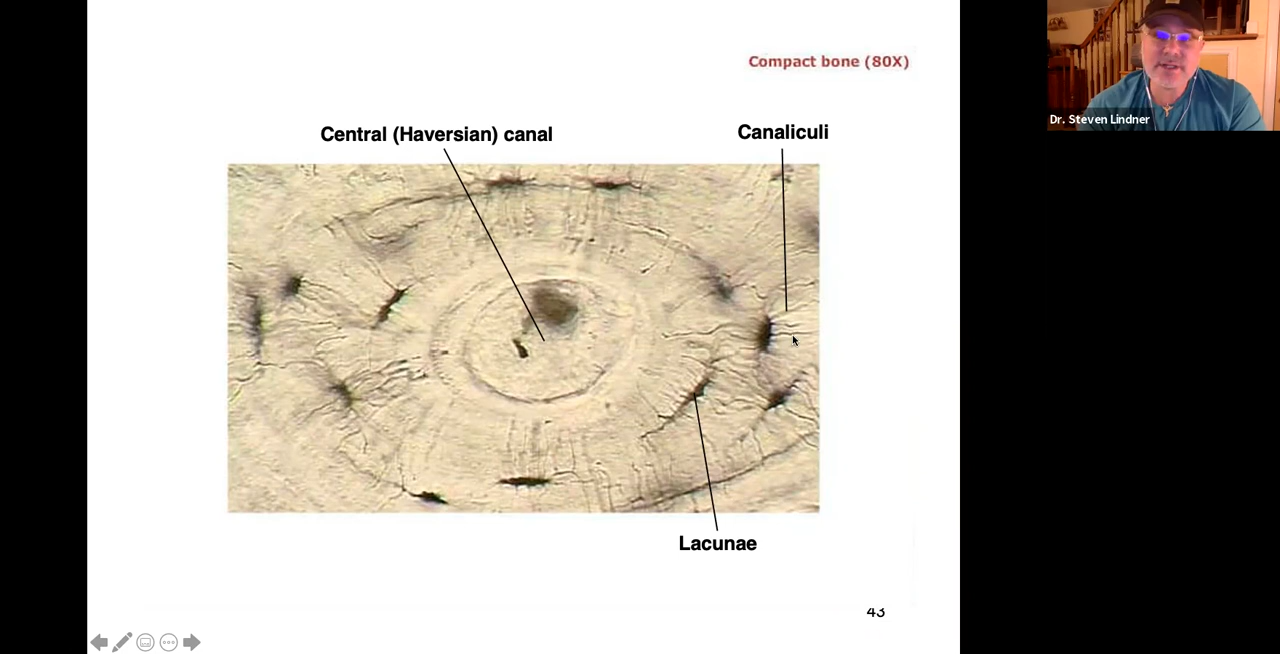 Compact bone (80X)
Central (Haversian) canal
Canaliculi
Dr. Steven Lindner
Lacunae
43